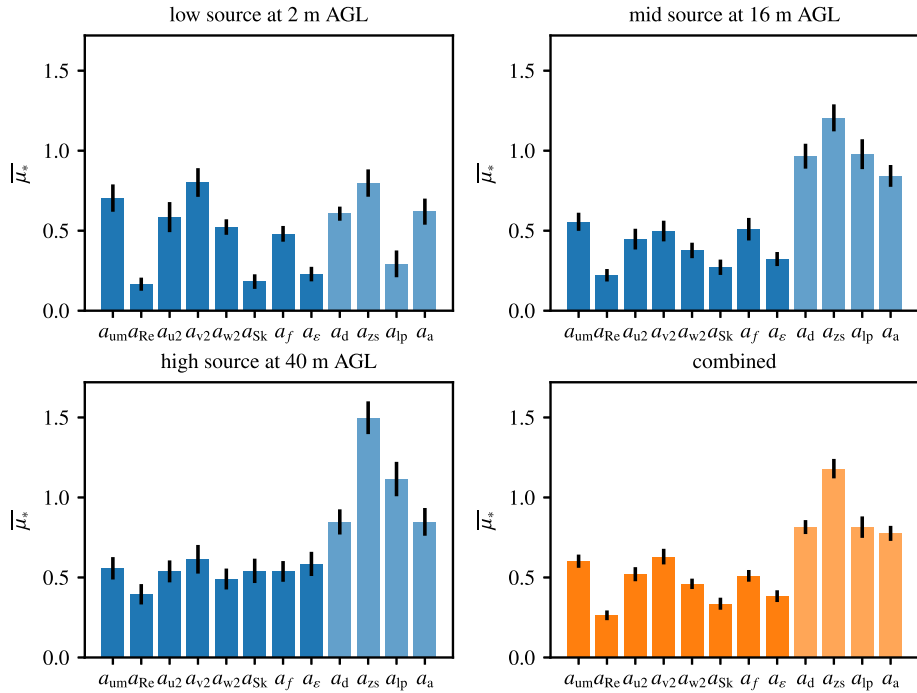 low source at 2 m AGL
1.5
1.0
0.5
0.0
μ̅*
a_um a_Re a_u2 a_v2 a_w2 a_Sk a_f a_ε a_d a_zs a_lp a_a
mid source at 16 m AGL
1.5
1.0
0.5
0.0
μ̅*
a_um a_Re a_u2 a_v2 a_w2 a_Sk a_f a_ε a_d a_zs a_lp a_a
high source at 40 m AGL
1.5
1.0
0.5
0.0
μ̅*
a_um a_Re a_u2 a_v2 a_w2 a_Sk a_f a_ε a_d a_zs a_lp a_a
combined
1.5
1.0
0.5
0.0
μ̅*
a_um a_Re a_u2 a_v2 a_w2 a_Sk a_f a_ε a_d a_zs a_lp a_a